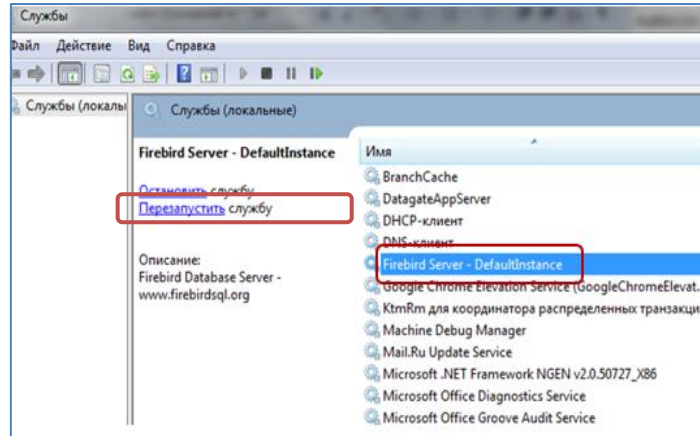 Службы
Файл Действие Вид Справка
Службы (локалы
Службы (локальные)
Firebird Server - DefaultInstance
Остановить службу
Перезапустить службу
Описание:
Firebird Database Server -
www.firebirdsql.org
Имя
BranchCache
DatagateAppServer
DHCP-клиент
DNS-клиент
Firebird Server - DefaultInstance
Google Chrome Elevation Service (GoogleChromeElevat.
KtmRm для координатора распределенных транзакци
Machine Debug Manager
Mail.Ru Update Service
Microsoft .NET Framework NGEN v2.0.50727_X86
Microsoft Office Diagnostics Service
Microsoft Office Groove Audit Service